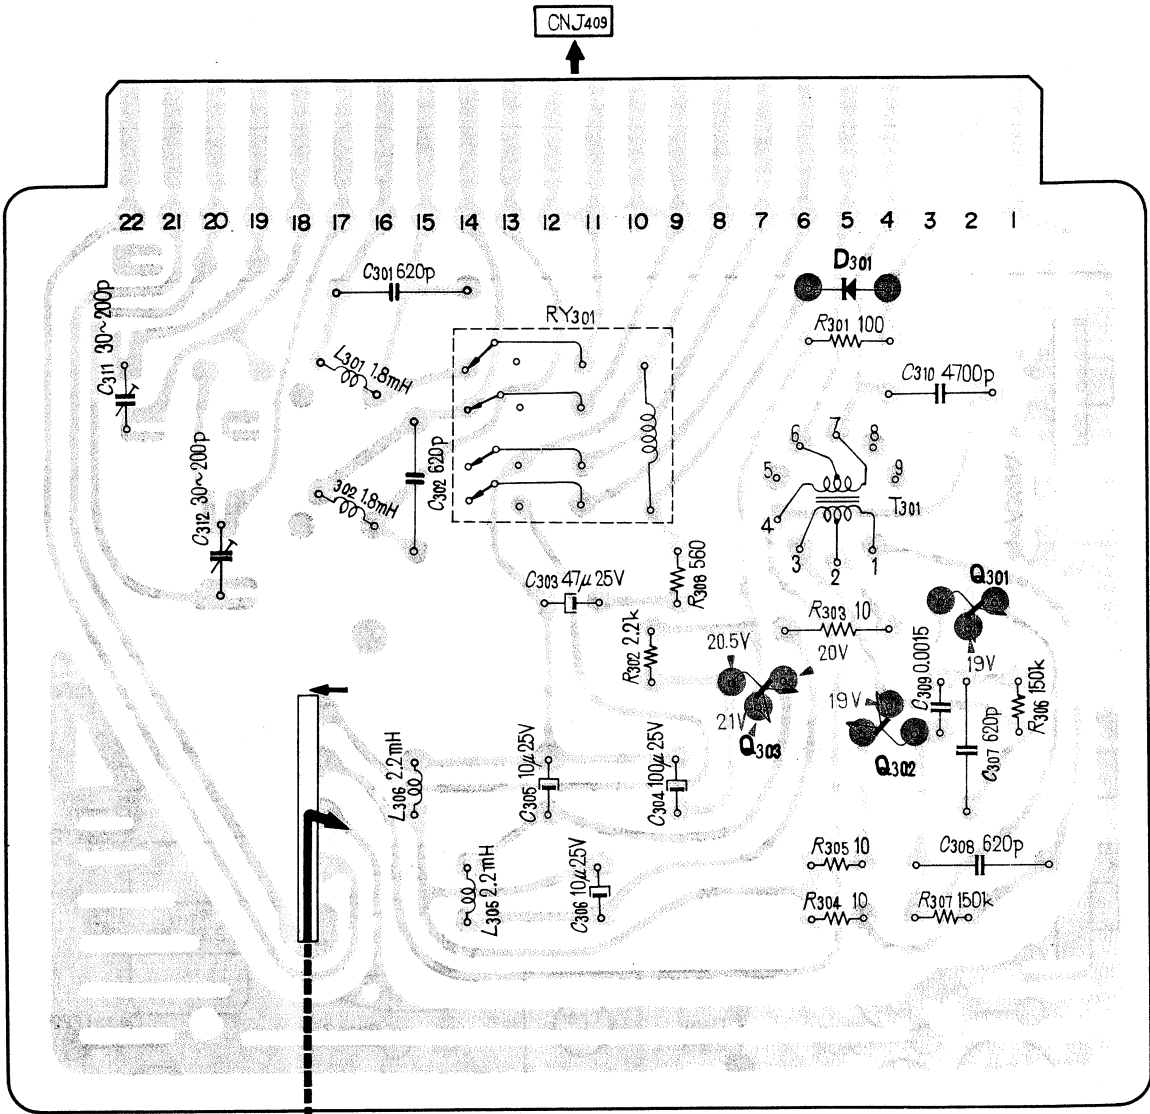 CNJ409
22 21 20 19 18 17 16 15 14 13 12 11 10 9 8 7 6 5 4 3 2 1
C301 620p
D301
RY301
R301 100
C311 30~200p
L301 1.8mH
C310 4700p
C302 620p
302 1.8mH
C312 30~200p
6 7 8
5 9
T301
4
3 2 1
R308 560
C303 47μ 25V
Q301
R302 2.2k
R303 10
20.5V
20V
21V
Q303
19V
C309 0.0015
19V
Q302
C307 620p
R306 150k
L306 2.2mH
C305 10μ 25V
C304 100μ 25V
L305 2.2mH
C306 10μ 25V
R305 10
C308 620p
R304 10
R307 150k